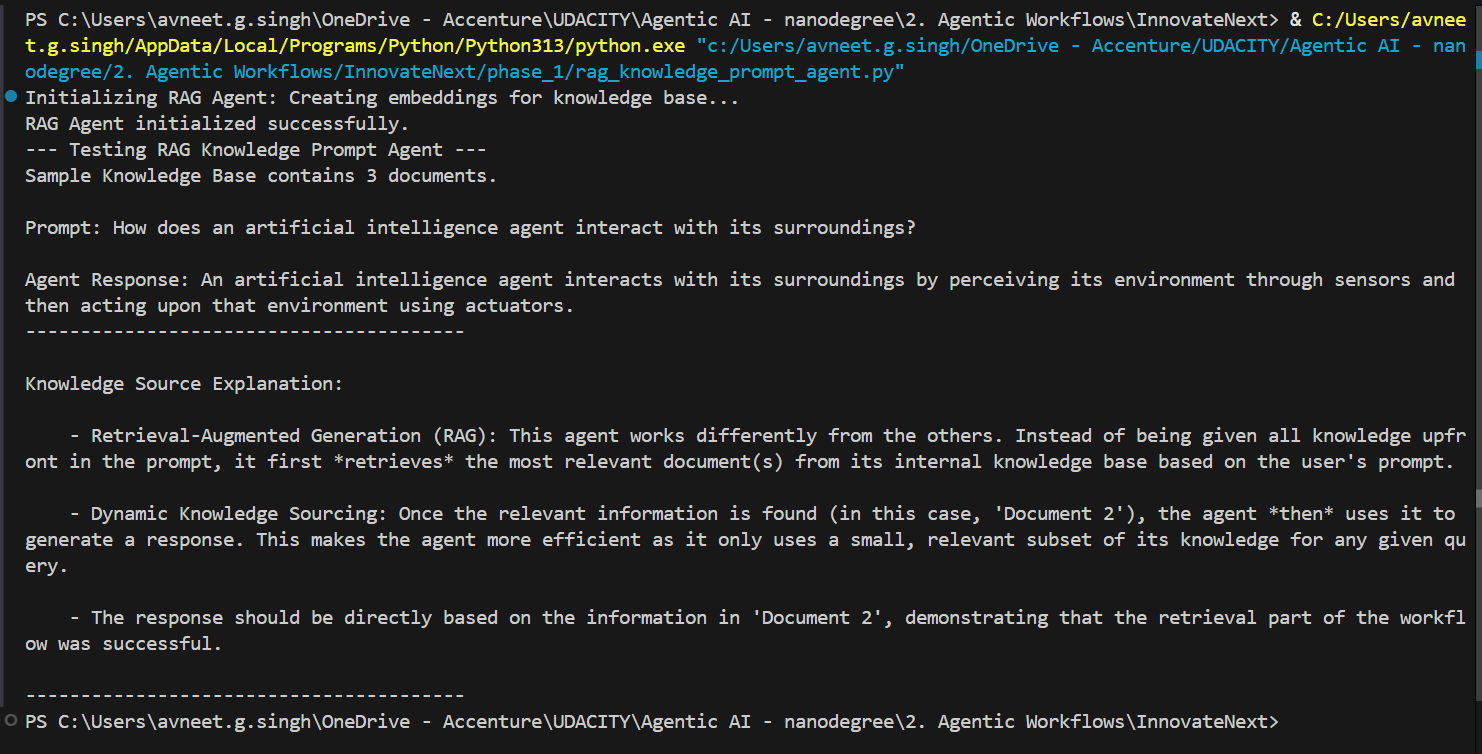 PS C:\Users\avneet.g.singh\OneDrive - Accenture\UDACITY\Agentic AI - nanodegree\2. Agentic Workflows\InnovateNext> & C:/Users/avnee
t.g.singh/AppData/Local/Programs/Python/Python313/python.exe "c:/Users/avneet.g.singh/OneDrive - Accenture/UDACITY/Agentic AI - nan
odegree/2. Agentic Workflows/InnovateNext/phase_1/rag_knowledge_prompt_agent.py"
Initializing RAG Agent: Creating embeddings for knowledge base...
RAG Agent initialized successfully.
--- Testing RAG Knowledge Prompt Agent ---
Sample Knowledge Base contains 3 documents.
Prompt: How does an artificial intelligence agent interact with its surroundings?
Agent Response: An artificial intelligence agent interacts with its surroundings by perceiving its environment through sensors and
then acting upon that environment using actuators.
----------------------------------------
Knowledge Source Explanation:
- Retrieval-Augmented Generation (RAG): This agent works differently from the others. Instead of being given all knowledge upfr
ont in the prompt, it first *retrieves* the most relevant document(s) from its internal knowledge base based on the user's prompt.
- Dynamic Knowledge Sourcing: Once the relevant information is found (in this case, 'Document 2'), the agent *then* uses it to
generate a response. This makes the agent more efficient as it only uses a small, relevant subset of its knowledge for any given qu
ery.
- The response should be directly based on the information in 'Document 2', demonstrating that the retrieval part of the workfl
ow was successful.
----------------------------------------
PS C:\Users\avneet.g.singh\OneDrive - Accenture\UDACITY\Agentic AI - nanodegree\2. Agentic Workflows\InnovateNext>